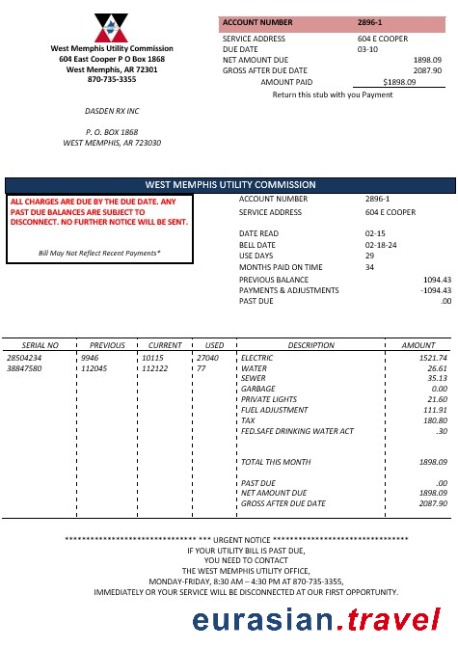 West Memphis Utility Commission
604 East Cooper P O Box 1868
West Memphis, AR 72301
870-735-3355
DASDEN RX INC
P. O. BOX 1868
WEST MEMPHIS, AR 723030
ACCOUNT NUMBER 2896-1
SERVICE ADDRESS 604 E COOPER
DUE DATE 03-10
NET AMOUNT DUE 1898.09
GROSS AFTER DUE DATE 2087.90
AMOUNT PAID $1898.09
Return this stub with you Payment
WEST MEMPHIS UTILITY COMMISSION
ALL CHARGES ARE DUE BY THE DUE DATE. ANY
PAST DUE BALANCES ARE SUBJECT TO
DISCONNECT. NO FURTHER NOTICE WILL BE SENT.
Bill May Not Reflect Recent Payments*
ACCOUNT NUMBER 2896-1
SERVICE ADDRESS 604 E COOPER
DATE READ 02-15
BELL DATE 02-18-24
USE DAYS 29
MONTHS PAID ON TIME 34
PREVIOUS BALANCE 1094.43
PAYMENTS & ADJUSTMENTS -1094.43
PAST DUE .00
SERIAL NO PREVIOUS CURRENT USED DESCRIPTION AMOUNT
28504234 9946 10115 27040 ELECTRIC 1521.74
38847580 112045 112122 77 WATER 26.61
SEWER 35.13
GARBAGE 0.00
PRIVATE LIGHTS 21.60
FUEL ADJUSTMENT 111.91
TAX 180.80
FED.SAFE DRINKING WATER ACT .30
TOTAL THIS MONTH 1898.09
PAST DUE .00
NET AMOUNT DUE 1898.09
GROSS AFTER DUE DATE 2087.90
******************************* *** URGENT NOTICE ********************************
IF YOUR UTILITY BILL IS PAST DUE,
YOU NEED TO CONTACT
THE WEST MEMPHIS UTILITY OFFICE,
MONDAY-FRIDAY, 8:30 AM – 4:30 PM AT 870-735-3355,
IMMEDIATELY OR YOUR SERVICE WILL BE DISCONNECTED AT OUR FIRST OPPORTUNITY.
eurasian.travel